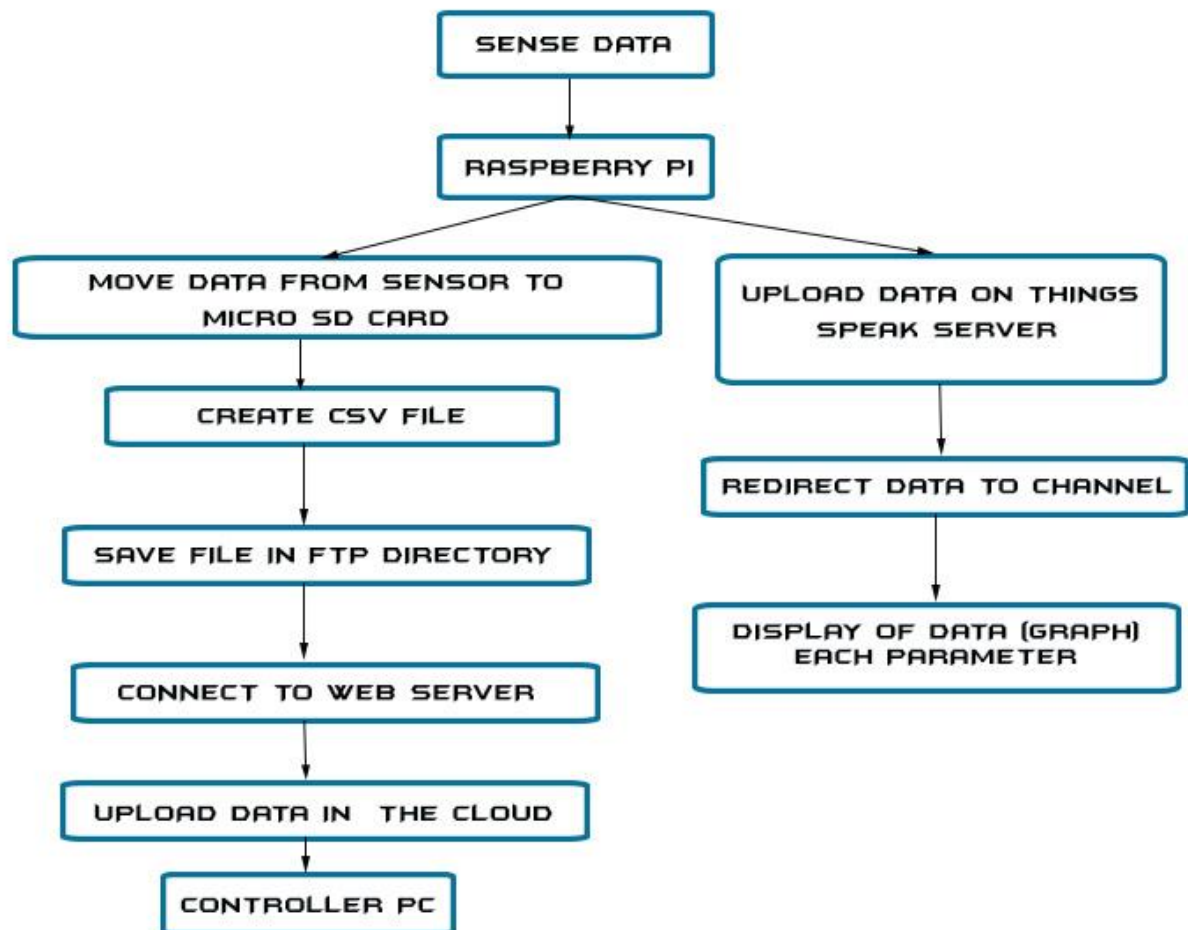 SENSE DATA
RASPBERRY PI
MOVE DATA FROM SENSOR TO
MICRO SD CARD
CREATE CSV FILE
SAVE FILE IN FTP DIRECTORY
CONNECT TO WEB SERVER
UPLOAD DATA IN THE CLOUD
CONTROLLER PC
UPLOAD DATA ON THINGS
SPEAK SERVER
REDIRECT DATA TO CHANNEL
DISPLAY OF DATA (GRAPH)
EACH PARAMETER